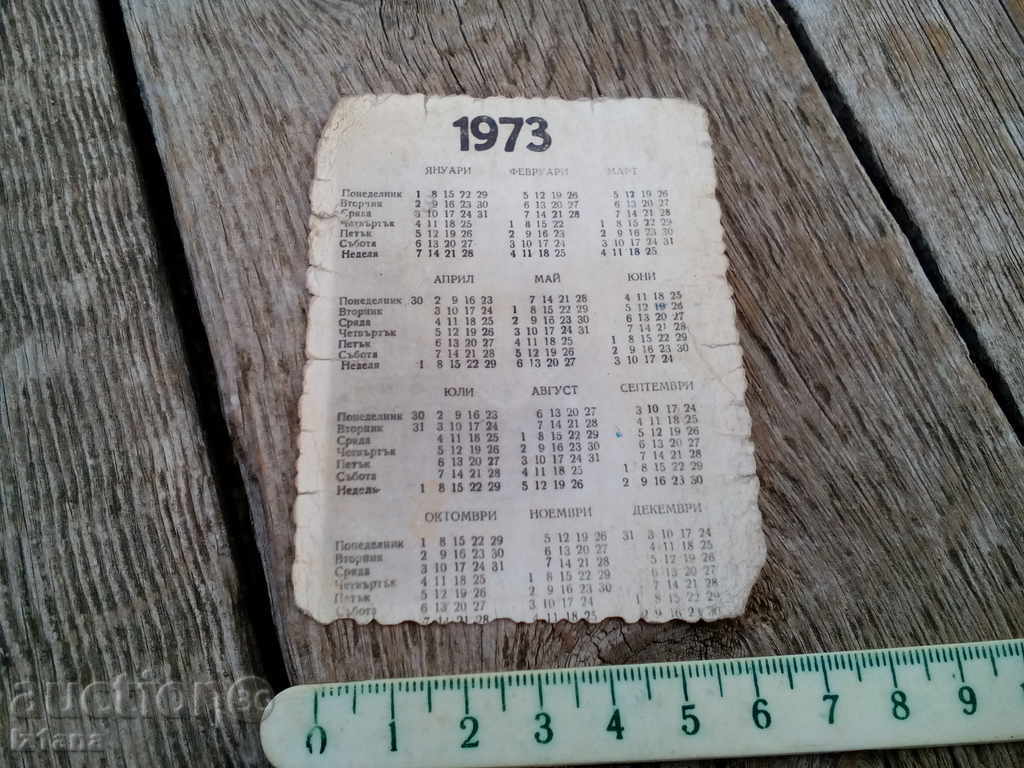 1973
ЯНУАРИ ФЕВРУАРИ МАРТ
Понеделник 1 8 15 22 29 5 12 19 26 5 12 19 26
Вторник 2 9 16 23 30 6 13 20 27 6 13 20 27
Сряда 3 10 17 24 31 7 14 21 28 7 14 21 28
Четвъртък 4 11 18 25 1 8 15 22 1 8 15 22 29
Петък 5 12 19 26 2 9 16 23 2 9 16 23 30
Събота 6 13 20 27 3 10 17 24 3 10 17 24 31
Неделя 7 14 21 28 4 11 18 25 4 11 18 25
АПРИЛ МАЙ ЮНИ
Понеделник 30 2 9 16 23 7 14 21 28 4 11 18 25
Вторник 3 10 17 24 1 8 15 22 29 5 12 19 26
Сряда 4 11 18 25 2 9 16 23 30 6 13 20 27
Четвъртък 5 12 19 26 3 10 17 24 31 7 14 21 28
Петък 6 13 20 27 4 11 18 25 1 8 15 22 29
Събота 7 14 21 28 5 12 19 26 2 9 16 23 30
Неделя 1 8 15 22 29 6 13 20 27 3 10 17 24
ЮЛИ АВГУСТ СЕПТЕМВРИ
Понеделник 30 2 9 16 23 6 13 20 27 3 10 17 24
Вторник 31 3 10 17 24 7 14 21 28 4 11 18 25
Сряда 4 11 18 25 1 8 15 22 29 5 12 19 26
Четвъртък 5 12 19 26 2 9 16 23 30 6 13 20 27
Петък 6 13 20 27 3 10 17 24 31 7 14 21 28
Събота 7 14 21 28 4 11 18 25 1 8 15 22 29
Неделя 1 8 15 22 29 5 12 19 26 2 9 16 23 30
ОКТОМВРИ НОЕМВРИ ДЕКЕМВРИ
Понеделник 1 8 15 22 29 5 12 19 26 31 3 10 17 24
Вторник 2 9 16 23 30 6 13 20 27 4 11 18 25
Сряда 3 10 17 24 31 7 14 21 28 5 12 19 26
Четвъртък 4 11 18 25 1 8 15 22 29 6 13 20 27
Петък 5 12 19 26 2 9 16 23 30 7 14 21 28
Събота 6 13 20 27 3 10 17 24 1 8 15 22 29
7 14 21 28 4 11 18 25 2 9 16 23 30
0 1 2 3 4 5 6 7 8 9
auction
iziana